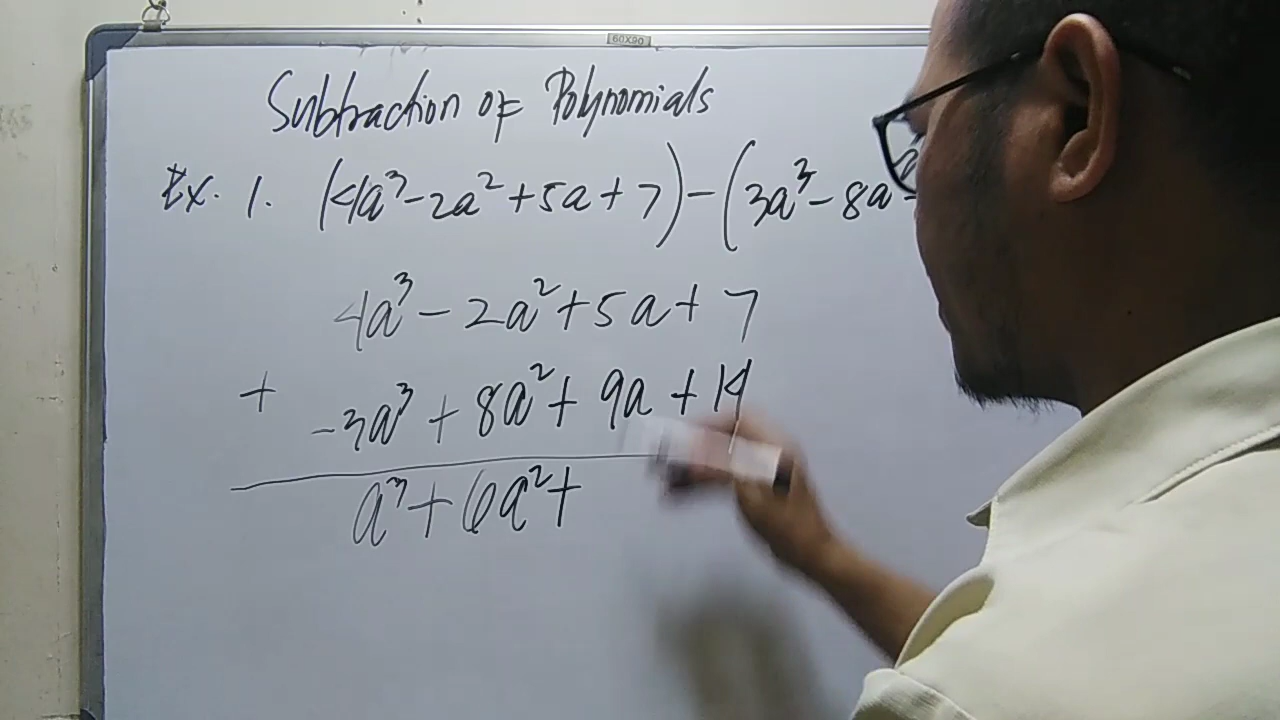 60X90
Subtraction of Polynomials
Ex. 1. (4a³-2a²+5a+7)-(3a³-8a²
4a³-2a²+5a+7
+ -3a³+8a²+9a+14
a³+6a²+